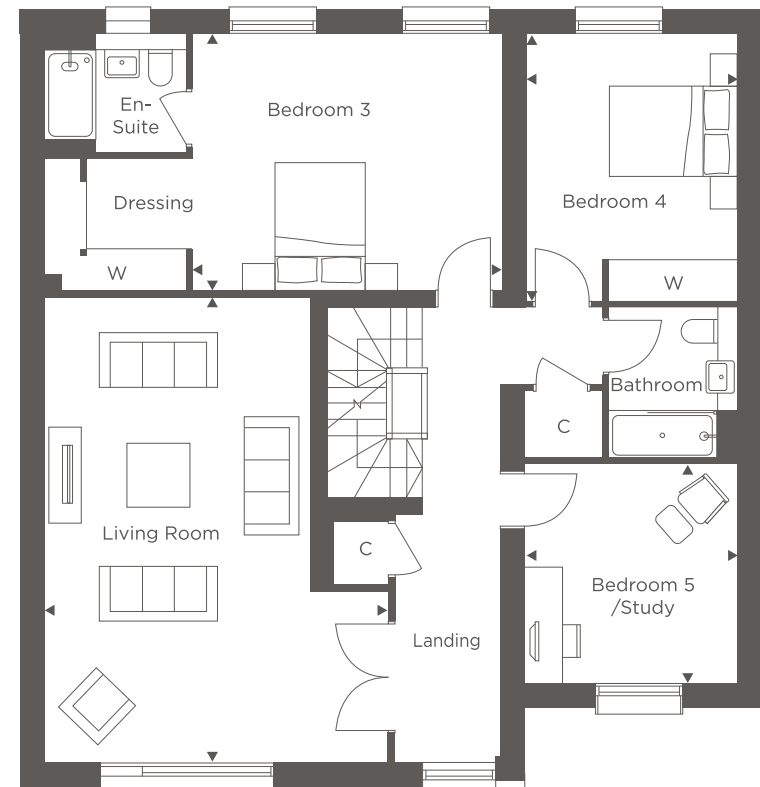 En-
Suite
Bedroom 3
Dressing
Bedroom 4
W
W
Bathroom
C
Living Room
C
Bedroom 5
/Study
Landing